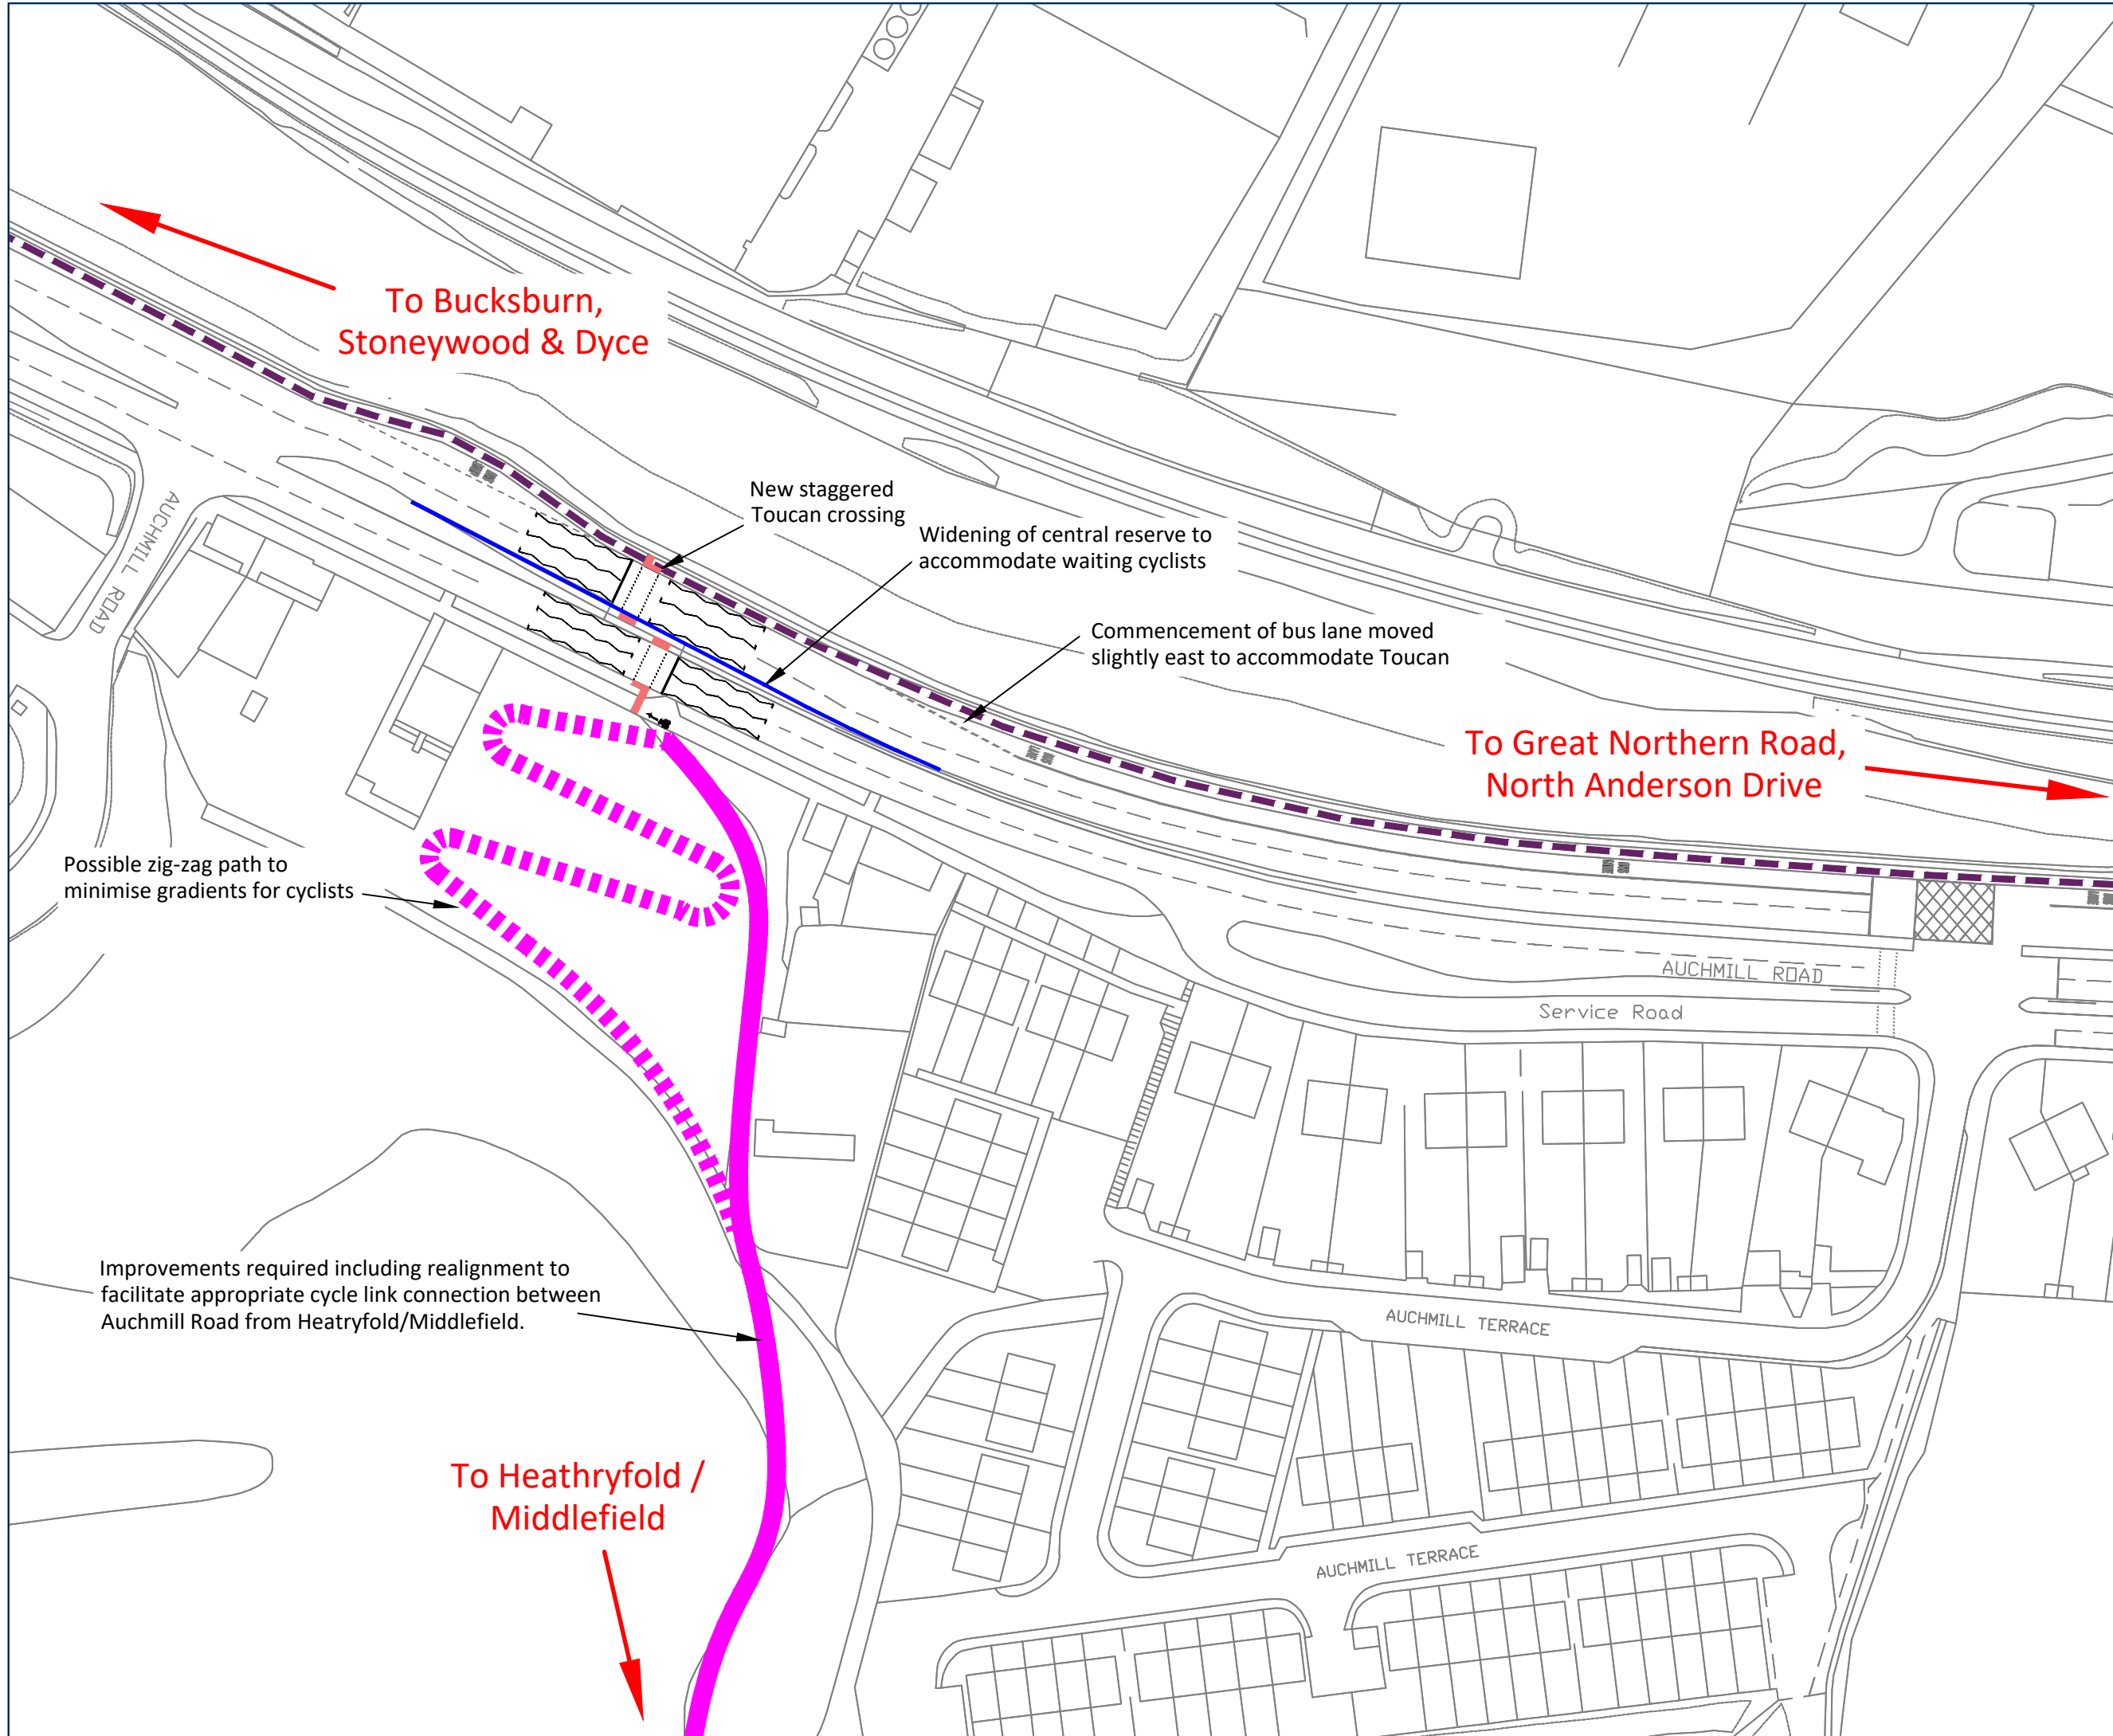 To Bucksburn,
Stoneywood & Dyce
New staggered
Toucan crossing
Widening of central reserve to
accommodate waiting cyclists
AUCHMILL ROAD
Commencement of bus lane moved
slightly east to accommodate Toucan
To Great Northern Road,
North Anderson Drive
Possible zig-zag path to
minimise gradients for cyclists
AUCHMILL ROAD
Service Road
Improvements required including realignment to
facilitate appropriate cycle link connection between
Auchmill Road from Heatryfold/Middlefield.
AUCHMILL TERRACE
To Heathryfold /
Middlefield
AUCHMILL TERRACE